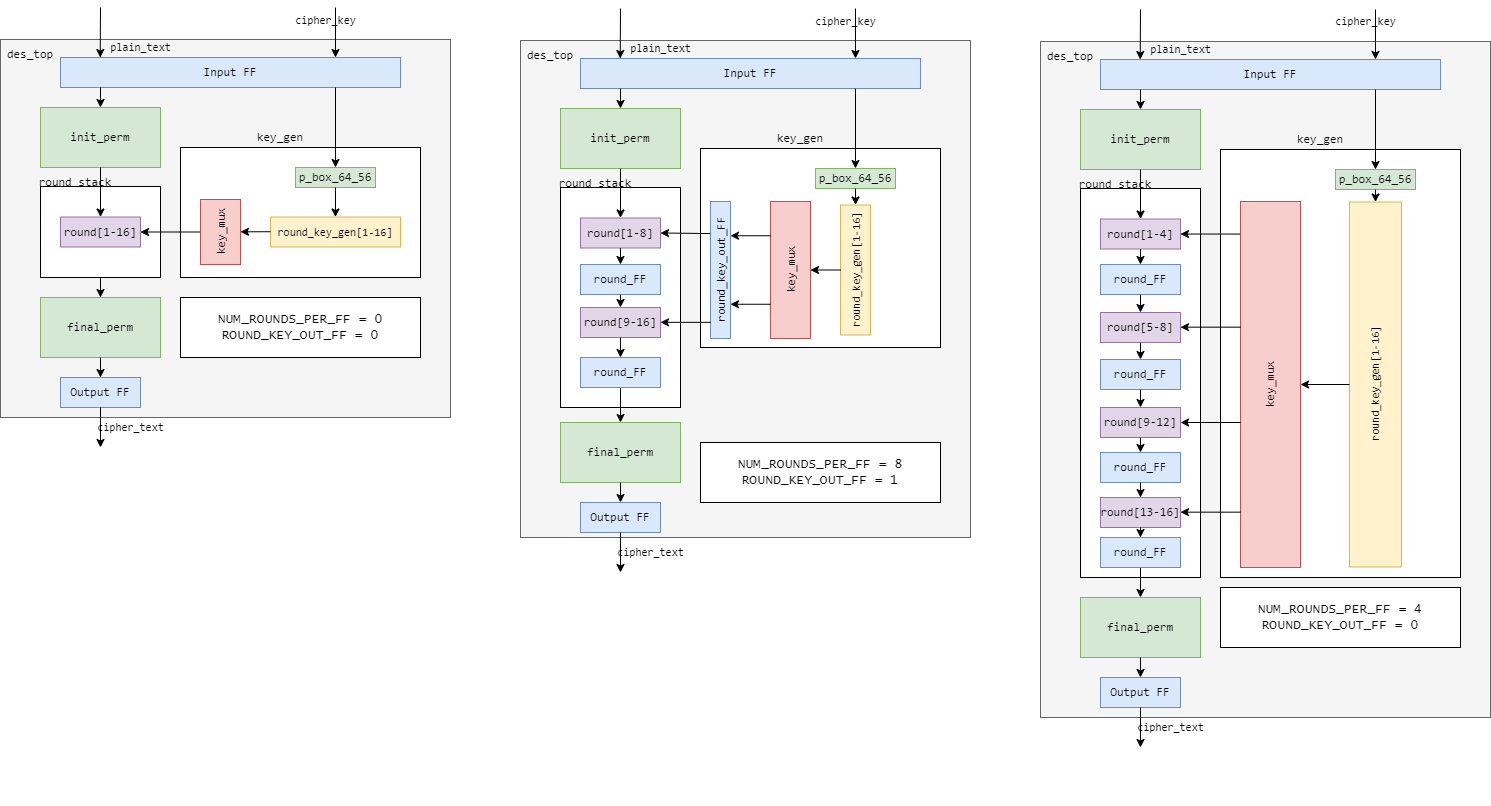 cipher_key
des_top
plain_text
Input FF
init_perm
key_gen
p_box_64_56
round_stack
round[1-16]
key_mux
round_key_gen[1-16]
final_perm
NUM_ROUNDS_PER_FF = 0
ROUND_KEY_OUT_FF = 0
Output FF
cipher_text
cipher_key
des_top
plain_text
Input FF
init_perm
key_gen
p_box_64_56
round_stack
round[1-8]
round_FF
round[9-16]
round_FF
round_key_out_FF
key_mux
round_key_gen[1-16]
final_perm
NUM_ROUNDS_PER_FF = 8
ROUND_KEY_OUT_FF = 1
Output FF
cipher_text
cipher_key
des_top
plain_text
Input FF
init_perm
key_gen
p_box_64_56
round_stack
round[1-4]
round_FF
round[5-8]
round_FF
round[9-12]
round_FF
round[13-16]
round_FF
key_mux
round_key_gen[1-16]
final_perm
NUM_ROUNDS_PER_FF = 4
ROUND_KEY_OUT_FF = 0
Output FF
cipher_text